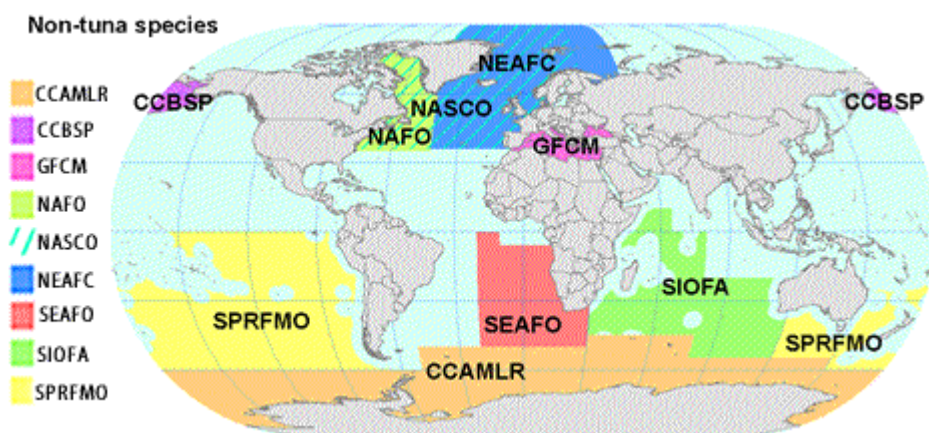 Non-tuna species
CCAMLR
CCBSP
GFCM
NAFO
NASCO
NEAFC
SEAFO
SIOFA
SPRFMO
NEAFC
CCBSP
CCBSP
NASCO
NAFO
GFCM
SIOFA
SPRFMO
SEAFO
SPRFMO
CCAMLR